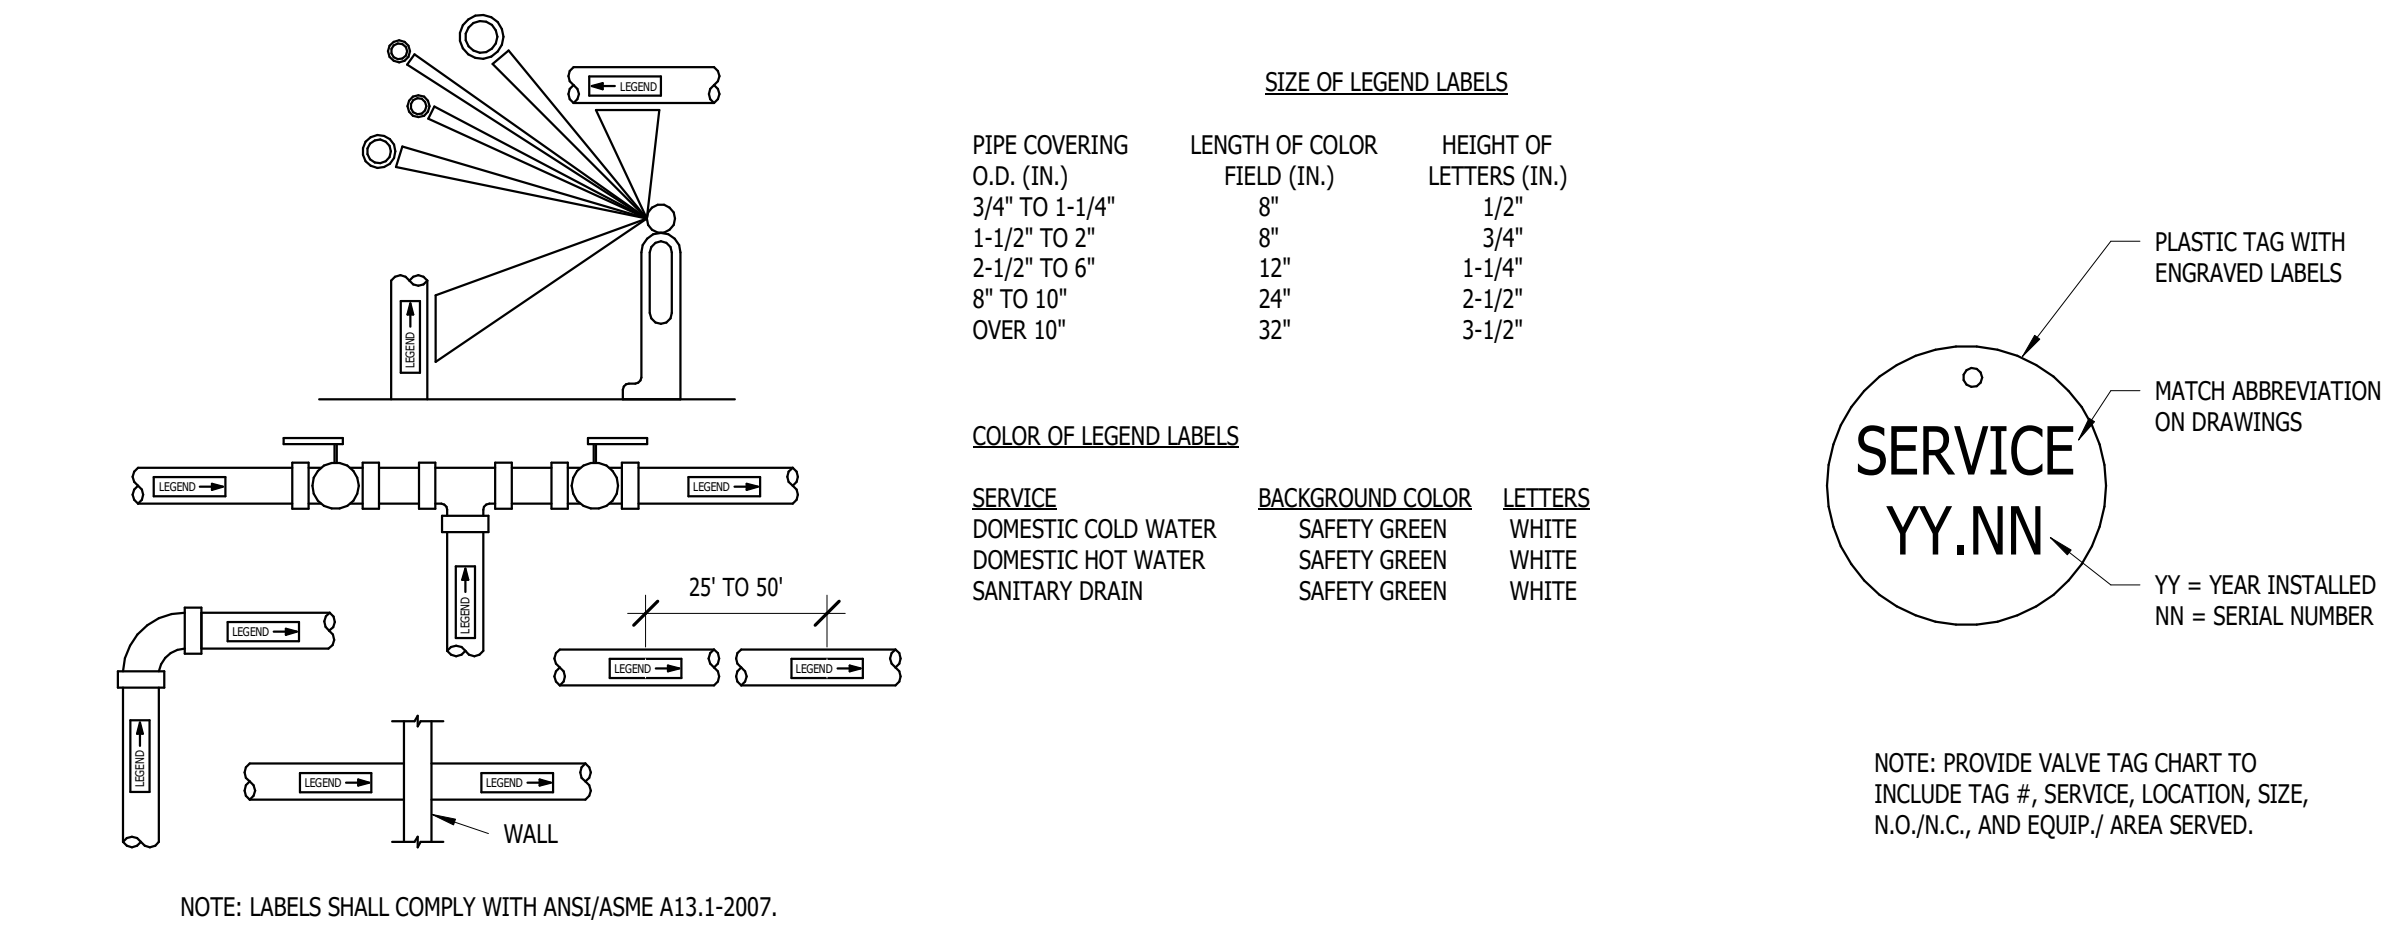 LEGEND
LEGEND
LEGEND
LEGEND
LEGEND
25' TO 50'
LEGEND
LEGEND
LEGEND
LEGEND
LEGEND
LEGEND
LEGEND
WALL
NOTE: LABELS SHALL COMPLY WITH ANSI/ASME A13.1-2007.
SIZE OF LEGEND LABELS
PIPE COVERING LENGTH OF COLOR HEIGHT OF
O.D. (IN.) FIELD (IN.) LETTERS (IN.)
3/4" TO 1-1/4" 8" 1/2"
1-1/2" TO 2" 8" 3/4"
2-1/2" TO 6" 12" 1-1/4"
8" TO 10" 24" 2-1/2"
OVER 10" 32" 3-1/2"
COLOR OF LEGEND LABELS
SERVICE BACKGROUND COLOR LETTERS
DOMESTIC COLD WATER SAFETY GREEN WHITE
DOMESTIC HOT WATER SAFETY GREEN WHITE
SANITARY DRAIN SAFETY GREEN WHITE
PLASTIC TAG WITH
ENGRAVED LABELS
MATCH ABBREVIATION
ON DRAWINGS
SERVICE
YY.NN
YY = YEAR INSTALLED
NN = SERIAL NUMBER
NOTE: PROVIDE VALVE TAG CHART TO
INCLUDE TAG #, SERVICE, LOCATION, SIZE,
N.O./N.C., AND EQUIP./ AREA SERVED.